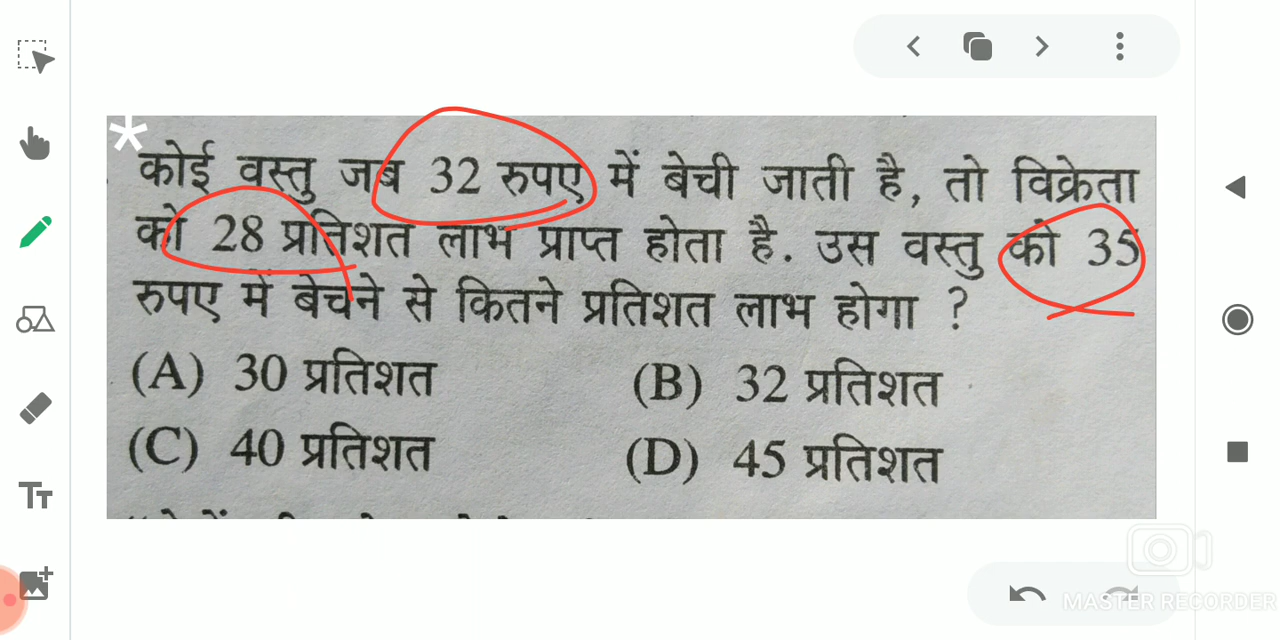 कोई वस्तु जब 32 रुपए में बेची जाती है, तो विक्रेता
को 28 प्रतिशत लाभ प्राप्त होता है. उस वस्तु को 35
रुपए में बेचने से कितने प्रतिशत लाभ होगा ?
(A) 30 प्रतिशत (B) 32 प्रतिशत
(C) 40 प्रतिशत (D) 45 प्रतिशत
TT
MASTER RECORDER